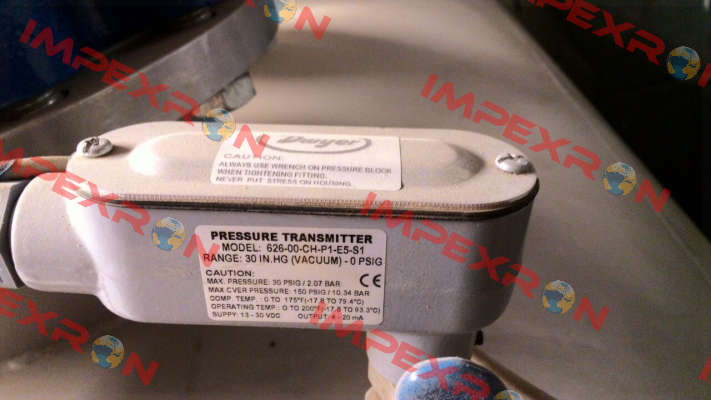 Dwyer
CAUTION:
ALWAYS USE WRENCH ON PRESSURE BLOCK
WHEN TIGHTENING FITTING.
NEVER PUT STRESS ON HOUSING.
PRESSURE TRANSMITTER
MODEL: 626-00-CH-P1-E5-S1
RANGE: 30 IN.HG (VACUUM) - 0 PSIG
CAUTION:
MAX. PRESSURE: 30 PSIG / 2.07 BAR
CE
MAX.OVER PRESSURE: 150 PSIG / 10.34 BAR
COMP. TEMP. : 0 TO 175°F(-17.8 TO 79.4°C)
OPERATING TEMP. : O TO 200°F(-17.8 TO 93.3°C)
SUPPY: 13 - 30 VDC OUTPUT: 4 - 20 mA
IMPEXRON
IMPEXRON
IMPEXRON
IMPEXRON
IMPEXRON
IMPEXRON